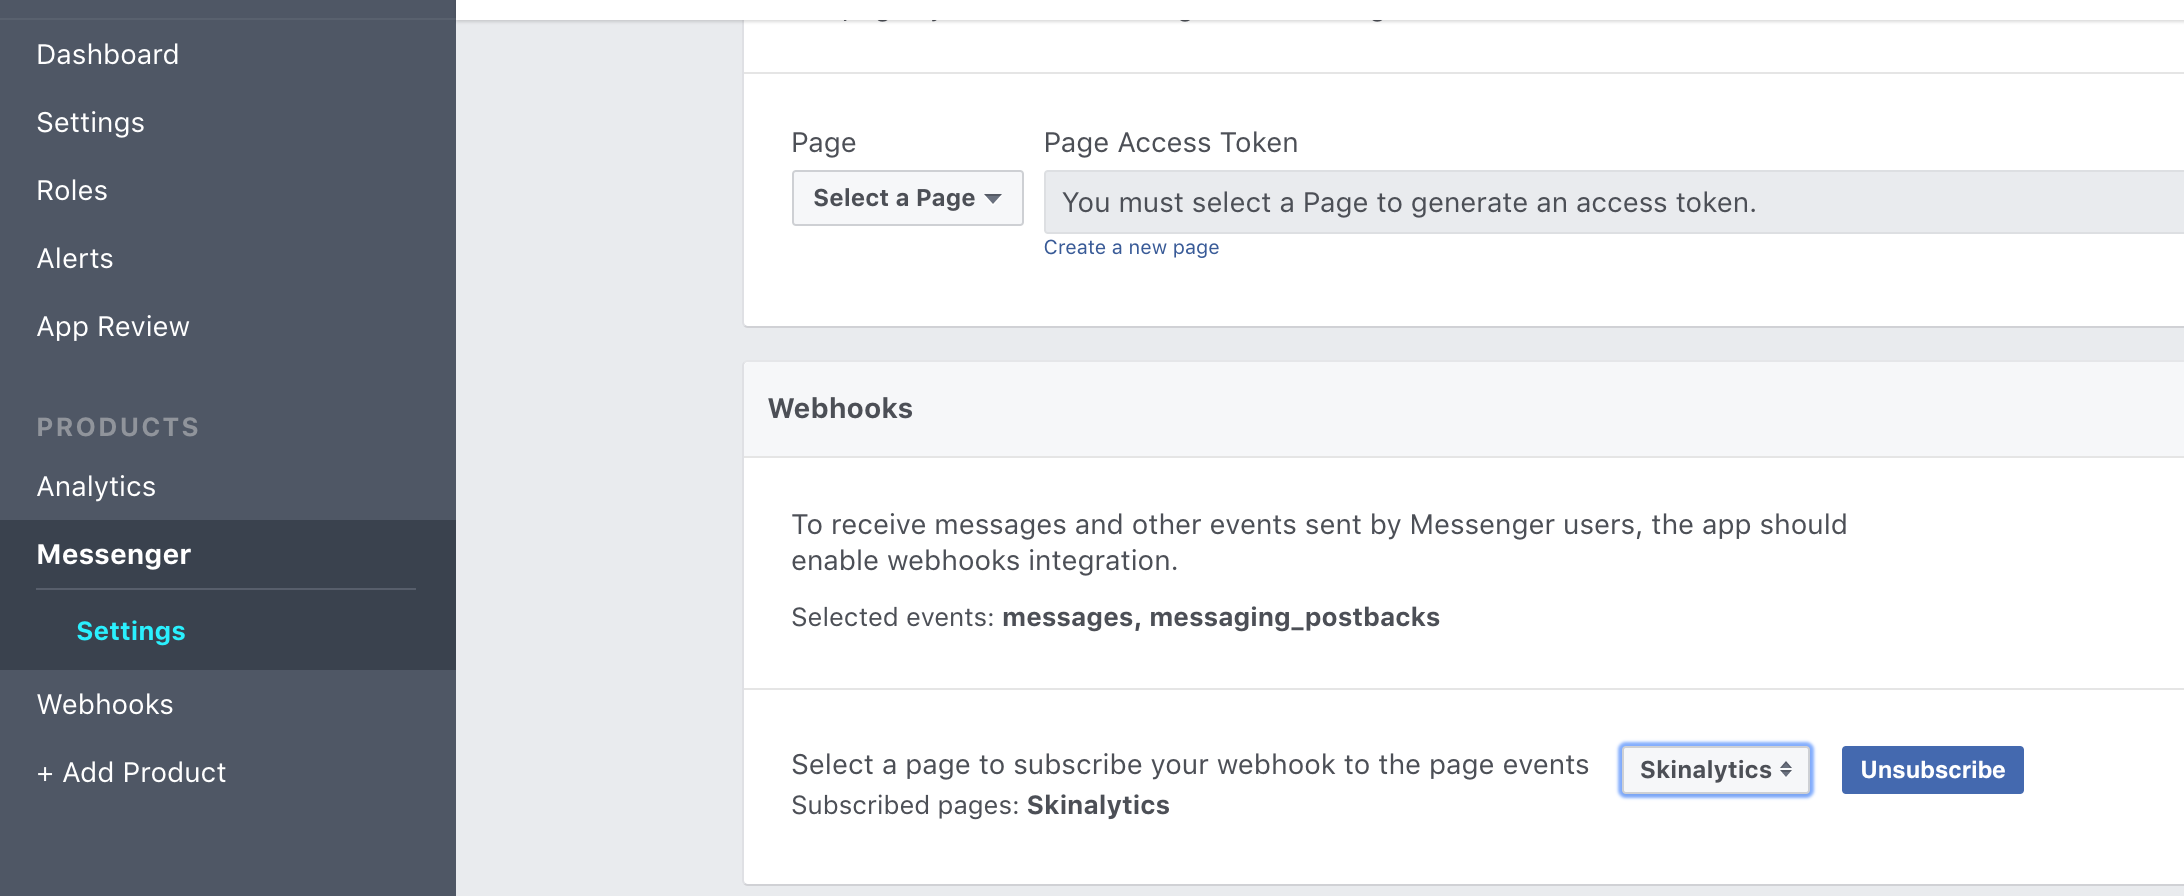 Dashboard
Settings
Roles
Alerts
App Review
PRODUCTS
Analytics
Messenger
Settings
Webhooks
+ Add Product
Page
Page Access Token
Select a Page
You must select a Page to generate an access token.
Create a new page
Webhooks
To receive messages and other events sent by Messenger users, the app should
enable webhooks integration.
Selected events: messages, messaging_postbacks
Select a page to subscribe your webhook to the page events
Skinalytics
Unsubscribe
Subscribed pages: Skinalytics